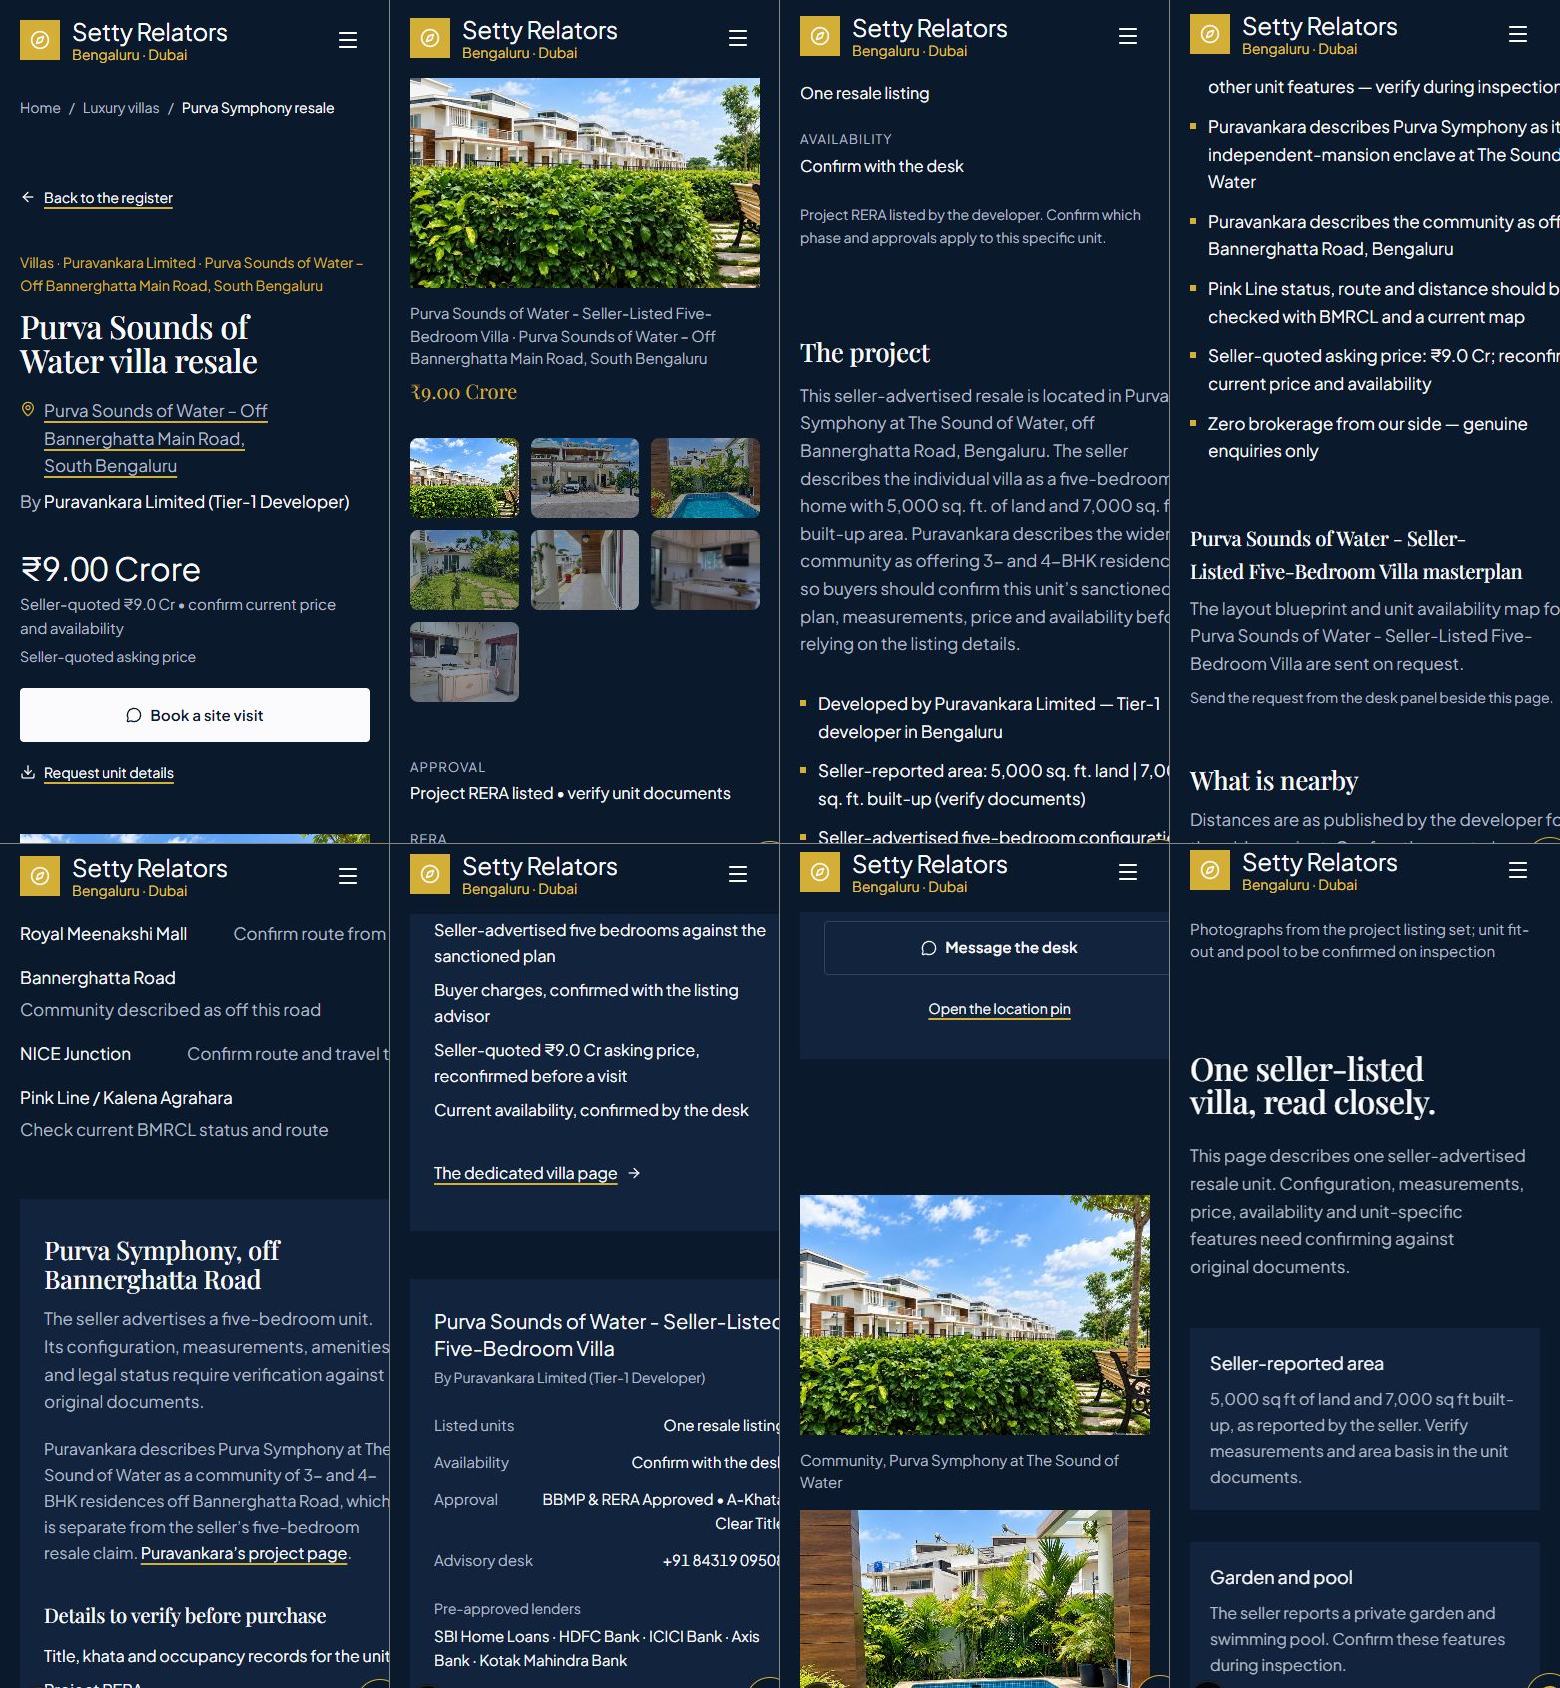 Setty Relators
Bengaluru · Dubai
Home / Luxury villas / Purva Symphony resale
Back to the register
Villas · Puravankara Limited · Purva Sounds of Water –
Off Bannerghatta Main Road, South Bengaluru
Purva Sounds of
Water villa resale
Purva Sounds of Water – Off
Bannerghatta Main Road,
South Bengaluru
By Puravankara Limited (Tier-1 Developer)
₹9.00 Crore
Seller-quoted ₹9.0 Cr • confirm current price
and availability
Seller-quoted asking price
Book a site visit
Request unit details
Setty Relators
Bengaluru · Dubai
Purva Sounds of Water - Seller-Listed Five-
Bedroom Villa · Purva Sounds of Water – Off
Bannerghatta Main Road, South Bengaluru
₹9.00 Crore
APPROVAL
Project RERA listed • verify unit documents
RERA
Setty Relators
Bengaluru · Dubai
One resale listing
AVAILABILITY
Confirm with the desk
Project RERA listed by the developer. Confirm which
phase and approvals apply to this specific unit.
The project
This seller-advertised resale is located in Purva
Symphony at The Sound of Water, off
Bannerghatta Road, Bengaluru. The seller
describes the individual villa as a five-bedroom
home with 5,000 sq. ft. of land and 7,000 sq.
built-up area. Puravankara describes the wider
community as offering 3– and 4–BHK
so buyers should confirm this unit's sanctioned
plan, measurements, price and availability
relying on the listing details.
Developed by Puravankara Limited — Tier-1
developer in Bengaluru
Seller-reported area: 5,000 sq. ft. land |
sq. ft. built-up (verify documents)
Seller-advertised five-bedroom
Setty Relators
Bengaluru · Dubai
other unit features — verify during inspection
Puravankara describes Purva Symphony as
independent-mansion enclave at The Sound
Water
Puravankara describes the community as off
Bannerghatta Road, Bengaluru
Pink Line status, route and distance should
checked with BMRCL and a current map
Seller-quoted asking price: ₹9.0 Cr;
current price and availability
Zero brokerage from our side — genuine
enquiries only
Purva Sounds of Water - Seller-
Listed Five-Bedroom Villa masterplan
The layout blueprint and unit availability map
Purva Sounds of Water - Seller-Listed Five-
Bedroom Villa are sent on request.
Send the request from the desk panel beside this page.
What is nearby
Distances are as published by the developer
Setty Relators
Bengaluru · Dubai
Royal Meenakshi Mall Confirm route from
Bannerghatta Road
Community described as off this road
NICE Junction Confirm route and travel
Pink Line / Kalena Agrahara
Check current BMRCL status and route
Purva Symphony, off
Bannerghatta Road
The seller advertises a five-bedroom unit.
Its configuration, measurements, amenities
and legal status require verification against
original documents.
Puravankara describes Purva Symphony at The
Sound of Water as a community of 3– and 4–
BHK residences off Bannerghatta Road, which
is separate from the seller's five-bedroom
resale claim. Puravankara's project page.
Details to verify before purchase
Title, khata and occupancy records for the unit
Project RERA
Setty Relators
Bengaluru · Dubai
Seller-advertised five bedrooms against the
sanctioned plan
Buyer charges, confirmed with the listing
advisor
Seller-quoted ₹9.0 Cr asking price,
reconfirmed before a visit
Current availability, confirmed by the desk
The dedicated villa page
Purva Sounds of Water - Seller-Listed
Five-Bedroom Villa
By Puravankara Limited (Tier-1 Developer)
Listed units One resale listing
Availability Confirm with the desk
Approval BBMP & RERA Approved • A-Khata
Clear Title
Advisory desk +91 84319 09508
Pre-approved lenders
SBI Home Loans · HDFC Bank · ICICI Bank · Axis
Bank · Kotak Mahindra Bank
Setty Relators
Bengaluru · Dubai
Message the desk
Open the location pin
Community, Purva Symphony at The Sound of
Water
Setty Relators
Bengaluru · Dubai
Photographs from the project listing set; unit fit-
out and pool to be confirmed on inspection
One seller-listed
villa, read closely.
This page describes one seller-advertised
resale unit. Configuration, measurements,
price, availability and unit-specific
features need confirming against
original documents.
Seller-reported area
5,000 sq ft of land and 7,000 sq ft built-
up, as reported by the seller. Verify
measurements and area basis in the unit
documents.
Garden and pool
The seller reports a private garden and
swimming pool. Confirm these features
during inspection.